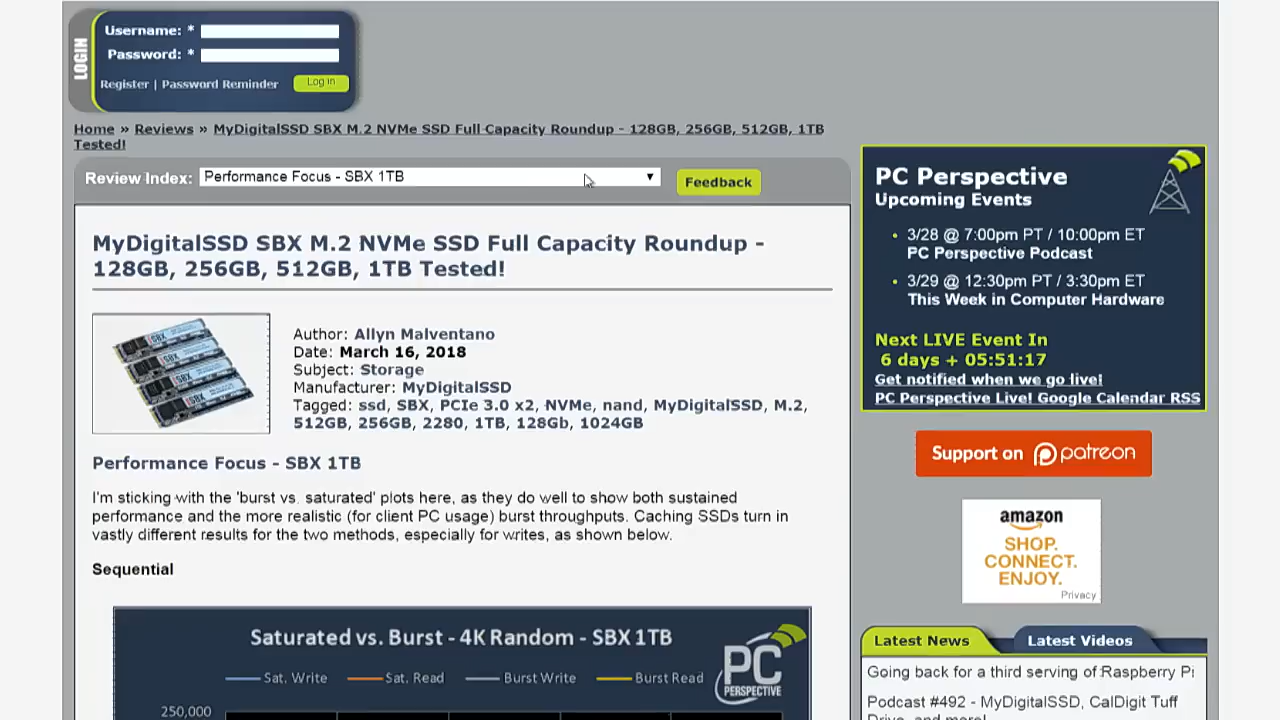 LOGIN
Username: *
Password: *
Register | Password Reminder
Log in
Home » Reviews » MyDigitalSSD SBX M.2 NVMe SSD Full Capacity Roundup - 128GB, 256GB, 512GB, 1TB
Tested!
Review Index:
Performance Focus - SBX 1TB
Feedback
MyDigitalSSD SBX M.2 NVMe SSD Full Capacity Roundup -
128GB, 256GB, 512GB, 1TB Tested!
Author: Allyn Malventano
Date: March 16, 2018
Subject: Storage
Manufacturer: MyDigitalSSD
Tagged: ssd, SBX, PCIe 3.0 x2, NVMe, nand, MyDigitalSSD, M.2,
512GB, 256GB, 2280, 1TB, 128Gb, 1024GB
SBX
SBX
SBX
SBX
Performance Focus - SBX 1TB
I'm sticking with the 'burst vs. saturated' plots here, as they do well to show both sustained
performance and the more realistic (for client PC usage) burst throughputs. Caching SSDs turn in
vastly different results for the two methods, especially for writes, as shown below.
Sequential
Saturated vs. Burst - 4K Random - SBX 1TB
PC
PERSPECTIVE
Sat. Write
Sat. Read
Burst Write
Burst Read
250,000
PC Perspective
Upcoming Events
• 3/28 @ 7:00pm PT / 10:00pm ET
PC Perspective Podcast
• 3/29 @ 12:30pm PT / 3:30pm ET
This Week in Computer Hardware
Next LIVE Event In
6 days + 05:51:17
Get notified when we go live!
PC Perspective Live! Google Calendar RSS
Support on patreon
amazon
SHOP.
CONNECT.
ENJOY.
Privacy
Latest News
Latest Videos
Going back for a third serving of Raspberry Pi
Podcast #492 - MyDigitalSSD, CalDigit Tuff
Drive, and more!